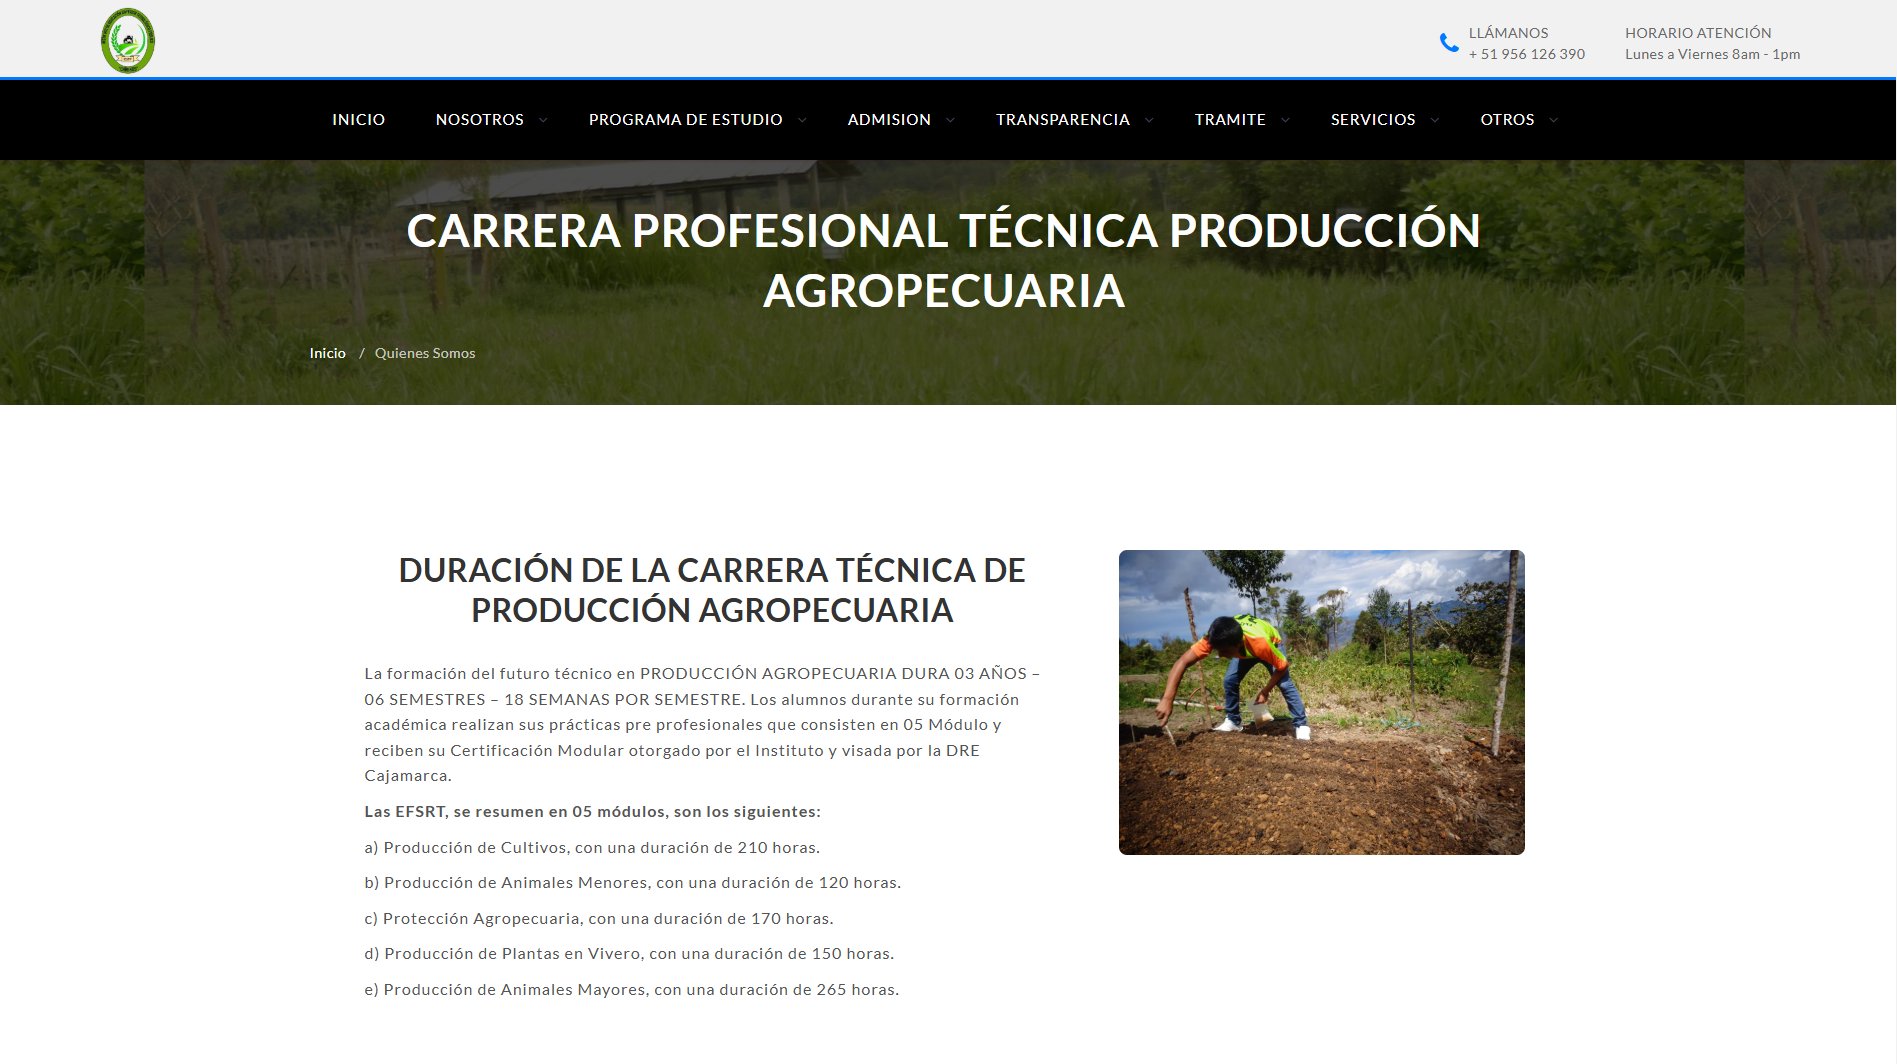 LLÁMANOS
+ 51 956 126 390
HORARIO ATENCIÓN
Lunes a Viernes 8am - 1pm
INICIO
NOSOTROS
PROGRAMA DE ESTUDIO
ADMISION
TRANSPARENCIA
TRAMITE
SERVICIOS
OTROS
CARRERA PROFESIONAL TÉCNICA PRODUCCIÓN
AGROPECUARIA
Inicio / Quienes Somos
DURACIÓN DE LA CARRERA TÉCNICA DE
PRODUCCIÓN AGROPECUARIA
La formación del futuro técnico en PRODUCCIÓN AGROPECUARIA DURA 03 AÑOS –
06 SEMESTRES – 18 SEMANAS POR SEMESTRE. Los alumnos durante su formación
académica realizan sus prácticas pre profesionales que consisten en 05 Módulo y
reciben su Certificación Modular otorgado por el Instituto y visada por la DRE
Cajamarca.
Las EFSRT, se resumen en 05 módulos, son los siguientes:
a) Producción de Cultivos, con una duración de 210 horas.
b) Producción de Animales Menores, con una duración de 120 horas.
c) Protección Agropecuaria, con una duración de 170 horas.
d) Producción de Plantas en Vivero, con una duración de 150 horas.
e) Producción de Animales Mayores, con una duración de 265 horas.